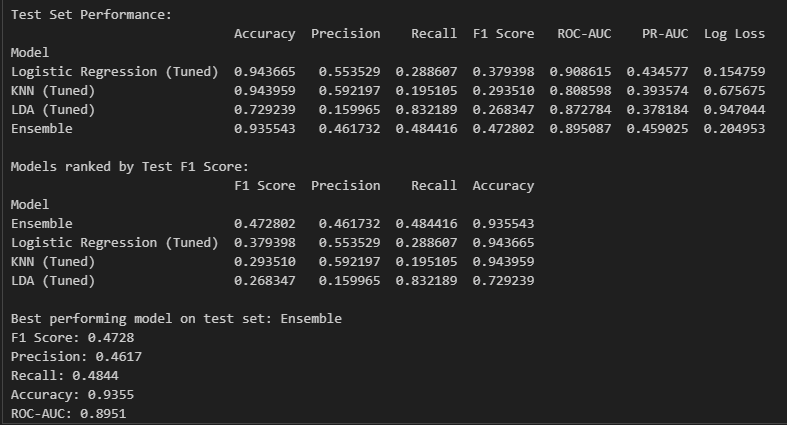 Test Set Performance:
Accuracy Precision Recall F1 Score ROC-AUC PR-AUC Log Loss
Model
Logistic Regression (Tuned) 0.943665 0.553529 0.288607 0.379398 0.908615 0.434577 0.154759
KNN (Tuned) 0.943959 0.592197 0.195105 0.293510 0.808598 0.393574 0.675675
LDA (Tuned) 0.729239 0.159965 0.832189 0.268347 0.872784 0.378184 0.947044
Ensemble 0.935543 0.461732 0.484416 0.472802 0.895087 0.459025 0.204953
Models ranked by Test F1 Score:
F1 Score Precision Recall Accuracy
Model
Ensemble 0.472802 0.461732 0.484416 0.935543
Logistic Regression (Tuned) 0.379398 0.553529 0.288607 0.943665
KNN (Tuned) 0.293510 0.592197 0.195105 0.943959
LDA (Tuned) 0.268347 0.159965 0.832189 0.729239
Best performing model on test set: Ensemble
F1 Score: 0.4728
Precision: 0.4617
Recall: 0.4844
Accuracy: 0.9355
ROC-AUC: 0.8951